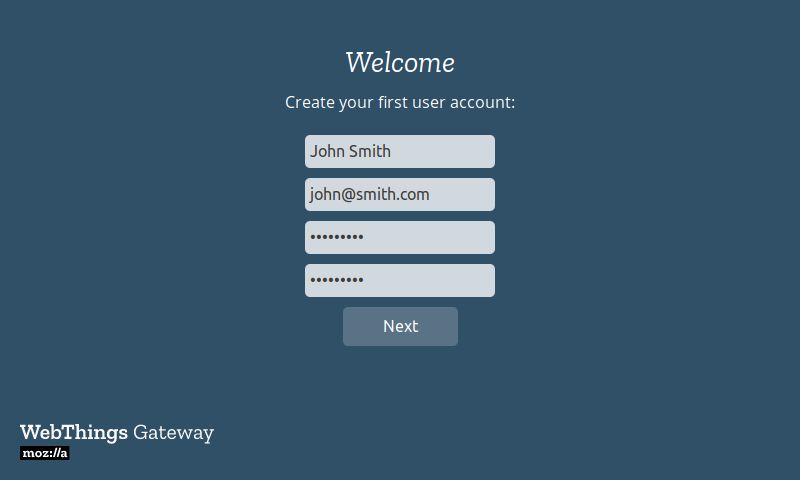 Welcome
Create your first user account:
John Smith
john@smith.com
•••••••••
•••••••••
Next
WebThings Gateway
moz://a